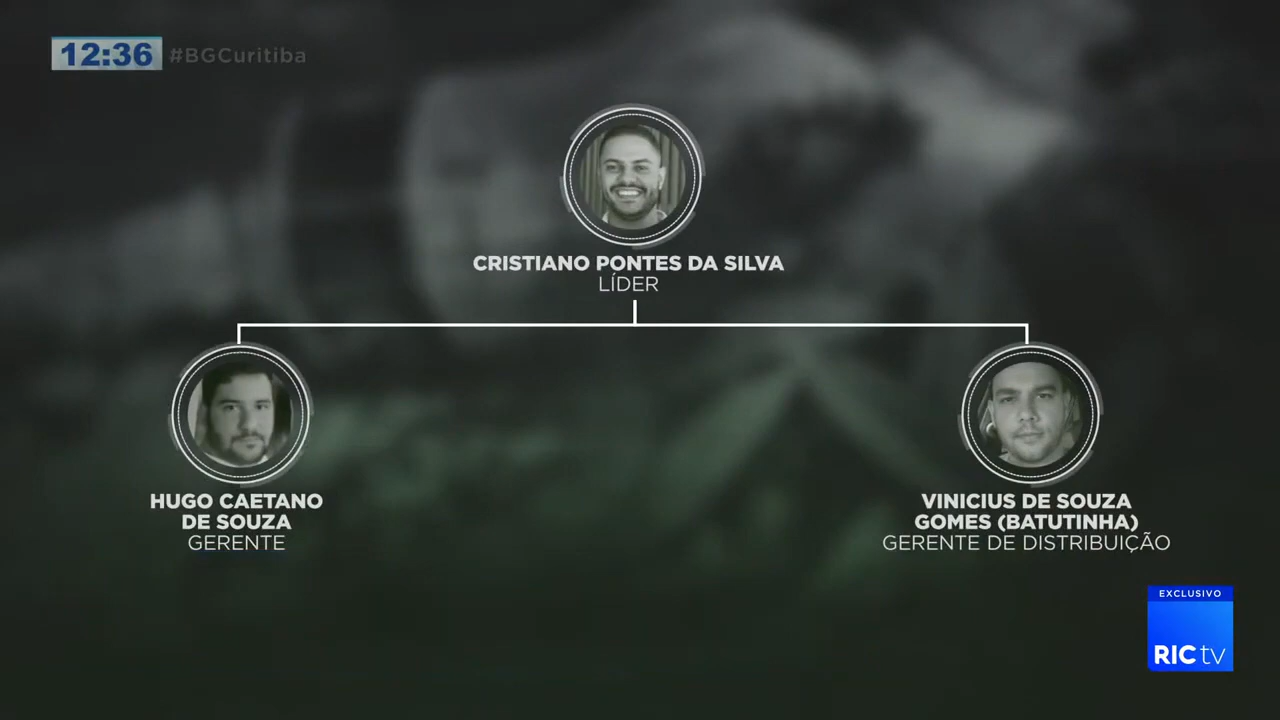 12:36 #BGCuritiba
CRISTIANO PONTES DA SILVA
LÍDER
HUGO CAETANO
DE SOUZA
GERENTE
VINICIUS DE SOUZA
GOMES (BATUTINHA)
GERENTE DE DISTRIBUIÇÃO
EXCLUSIVO
RIC tv